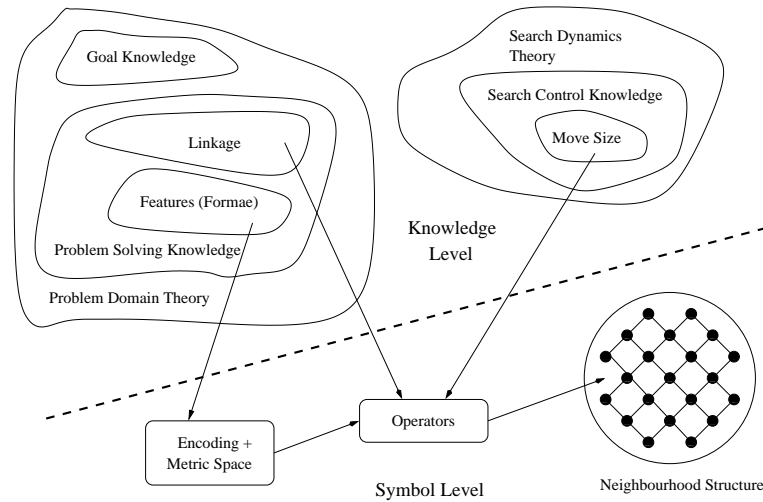 Goal Knowledge
Linkage
Features (Formae)
Problem Solving Knowledge
Problem Domain Theory
Search Dynamics
Theory
Search Control Knowledge
Move Size
Knowledge
Level
Encoding +
Metric Space
Operators
Symbol Level
Neighbourhood Structure